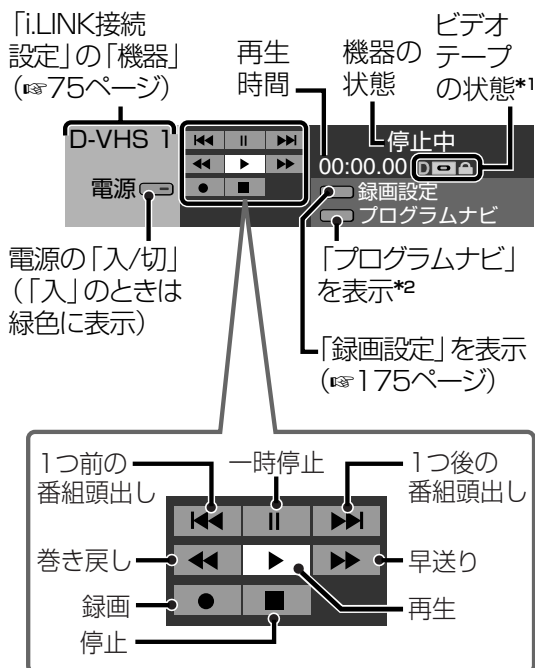 「i.LINK接続
設定」の「機器」
(☞75ページ)
再生
時間
機器の
状態
ビデオ
テープ
の状態*1
D-VHS 1
電源
停止中
00:00.00 D
録画設定
プログラムナビ
電源の「入/切」
(「入」のときは
緑色に表示)
「プログラムナビ」
を表示*2
「録画設定」を表示
(☞175ページ)
1つ前の
番組頭出し
一時停止
1つ後の
番組頭出し
巻き戻し
早送り
録画
再生
停止